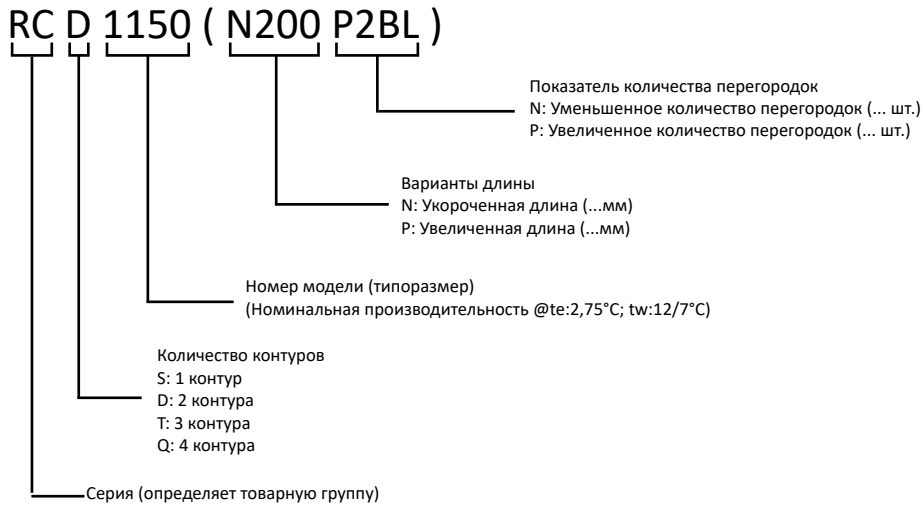 RC D 1150 ( N200 P2BL )
Показатель количества перегородок
N: Уменьшенное количество перегородок (... шт.)
P: Увеличенное количество перегородок (... шт.)
Варианты длины
N: Укороченная длина (...мм)
P: Увеличенная длина (...мм)
Номер модели (типоразмер)
(Номинальная производительность @te:2,75°C; tw:12/7°C)
Количество контуров
S: 1 контур
D: 2 контура
T: 3 контура
Q: 4 контура
Серия (определяет товарную группу)